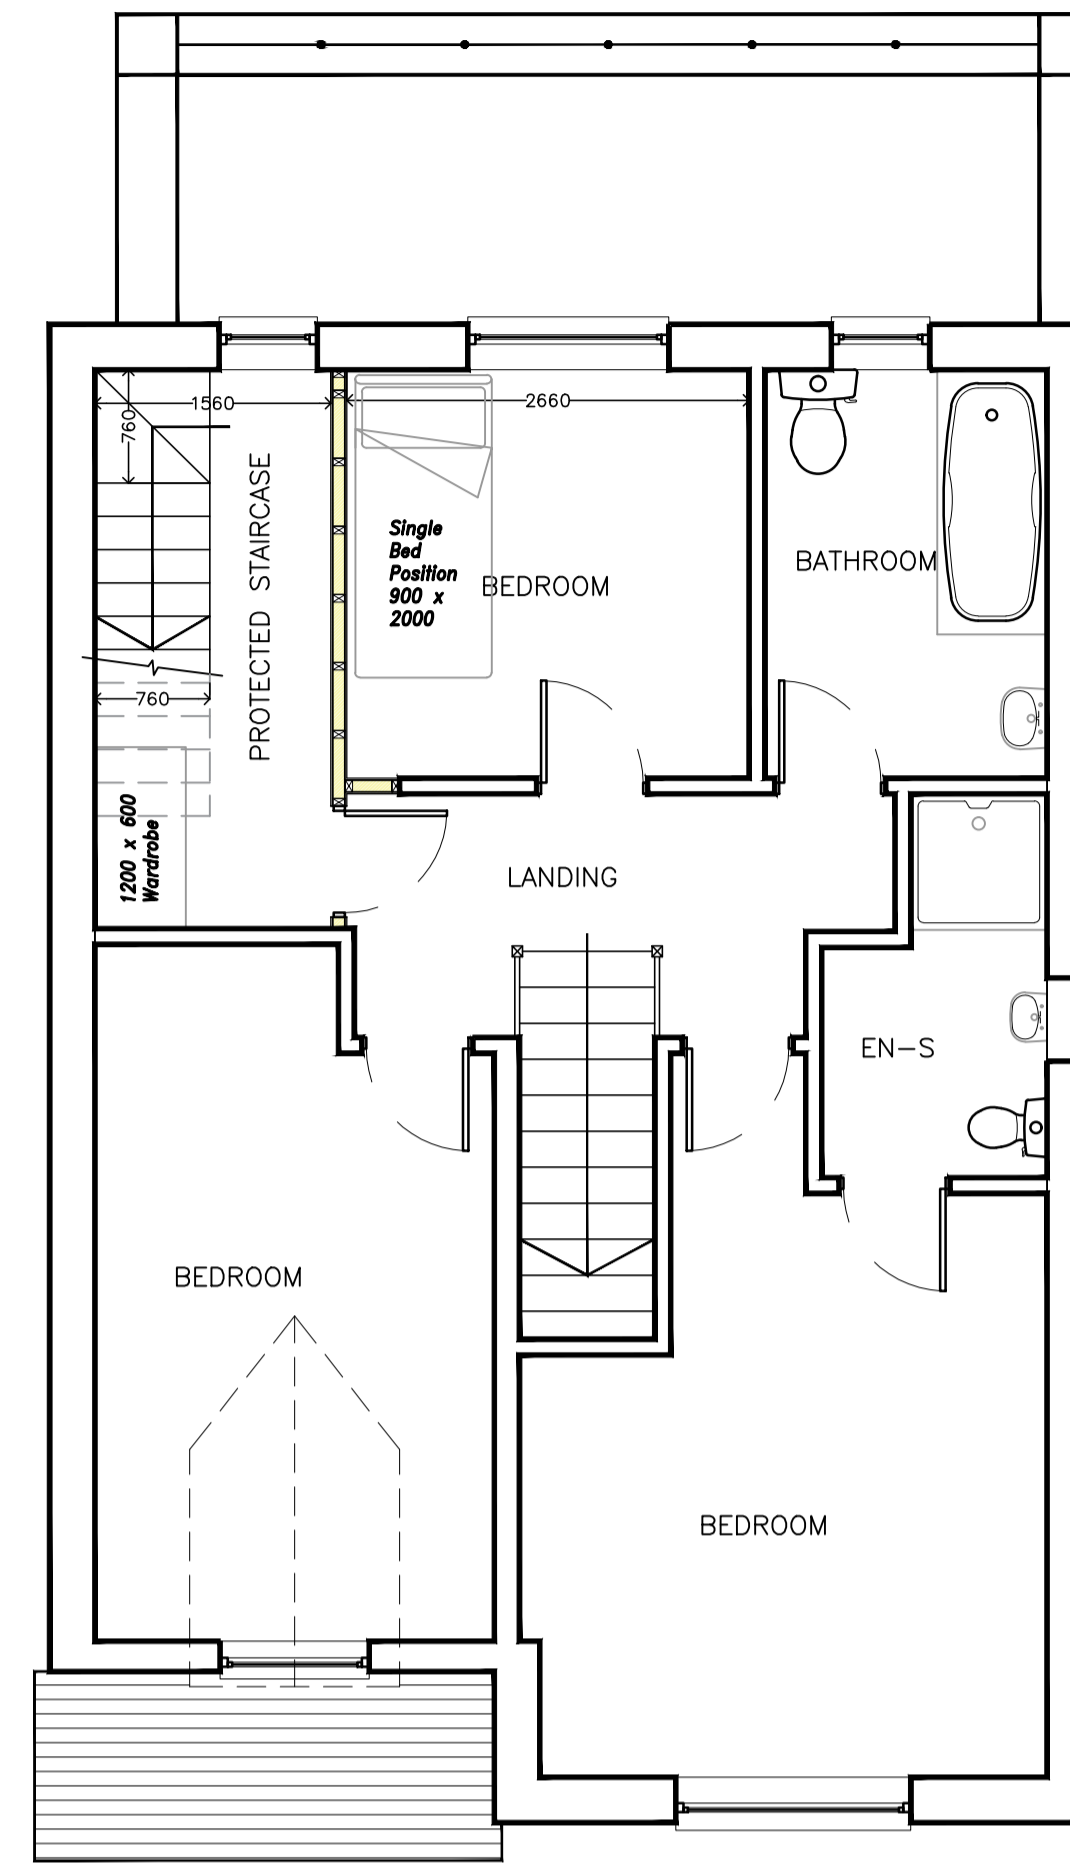 1560
2660
760
PROTECTED STAIRCASE
Single
Bed
Position
900 x
2000
BEDROOM
BATHROOM
760
1200 x 600
Wardrobe
LANDING
EN-S
BEDROOM
BEDROOM